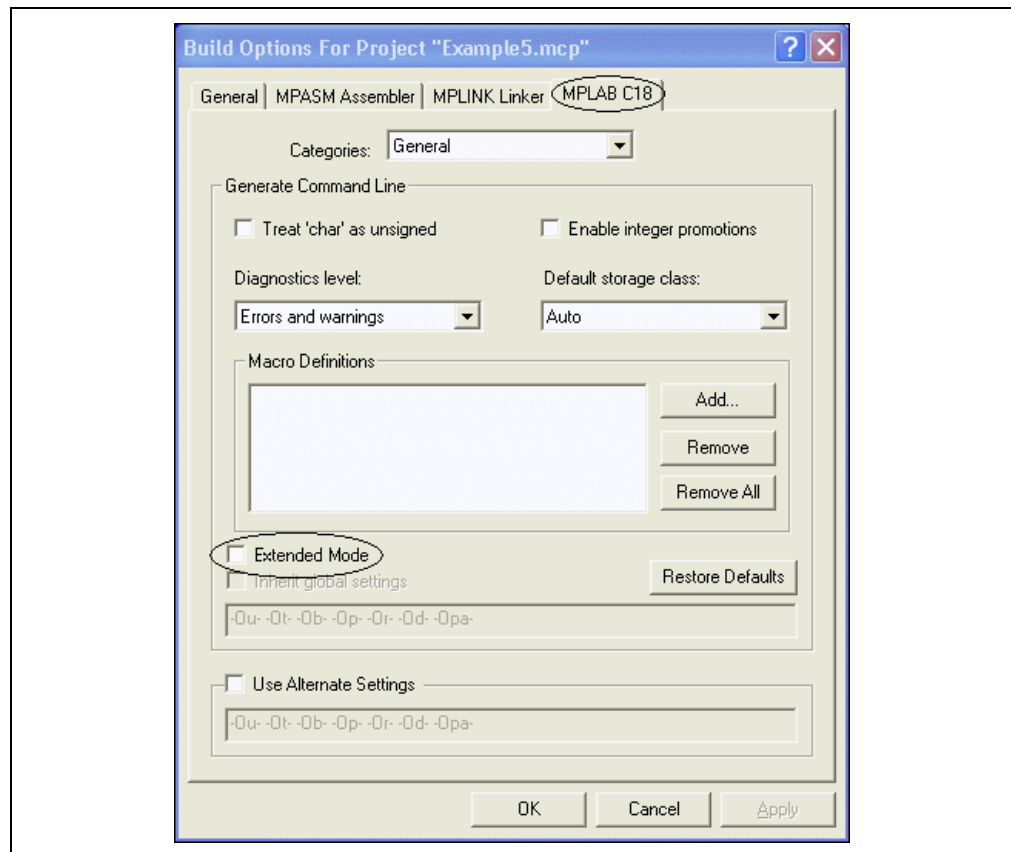 Build Options For Project "Example5.mcp"
General MPASM Assembler MPLINK Linker MPLAB C18
Categories: General
Generate Command Line
Treat 'char' as unsigned Enable integer promotions
Diagnostics level: Default storage class:
Errors and warnings Auto
Macro Definitions
Add...
Remove
Remove All
Extended Mode
Inherit global settings Restore Defaults
-Ou- -Ot- -Ob- -Op- -Or- -Od- -Opa-
Use Alternate Settings
-Ou- -Ot- -Ob- -Op- -Or- -Od- -Opa-
OK Cancel Apply